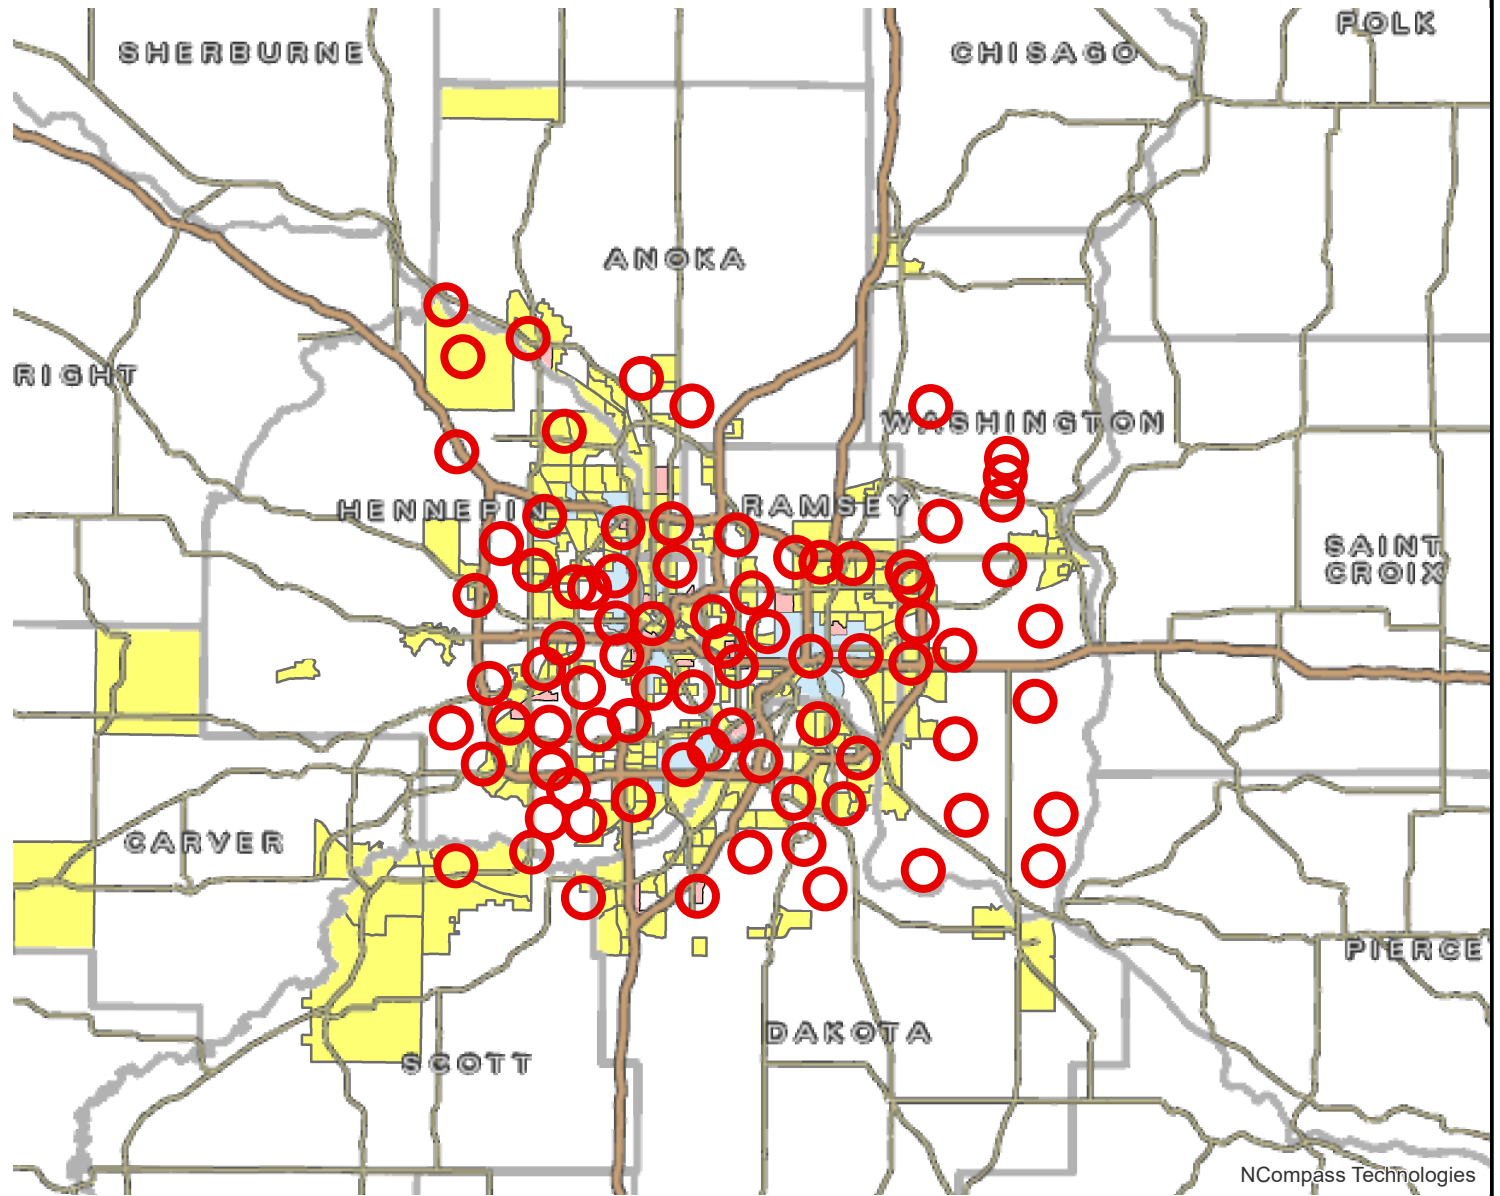 POLK
SHERBURNE
CHISAGO
ANOKA
RIGHT
WASHINGTON
HENNEPIN
RAMSEY
SAINT
CROIX
CARVER
PIERCE
DAKOTA
SCOTT
NCompass Technologies